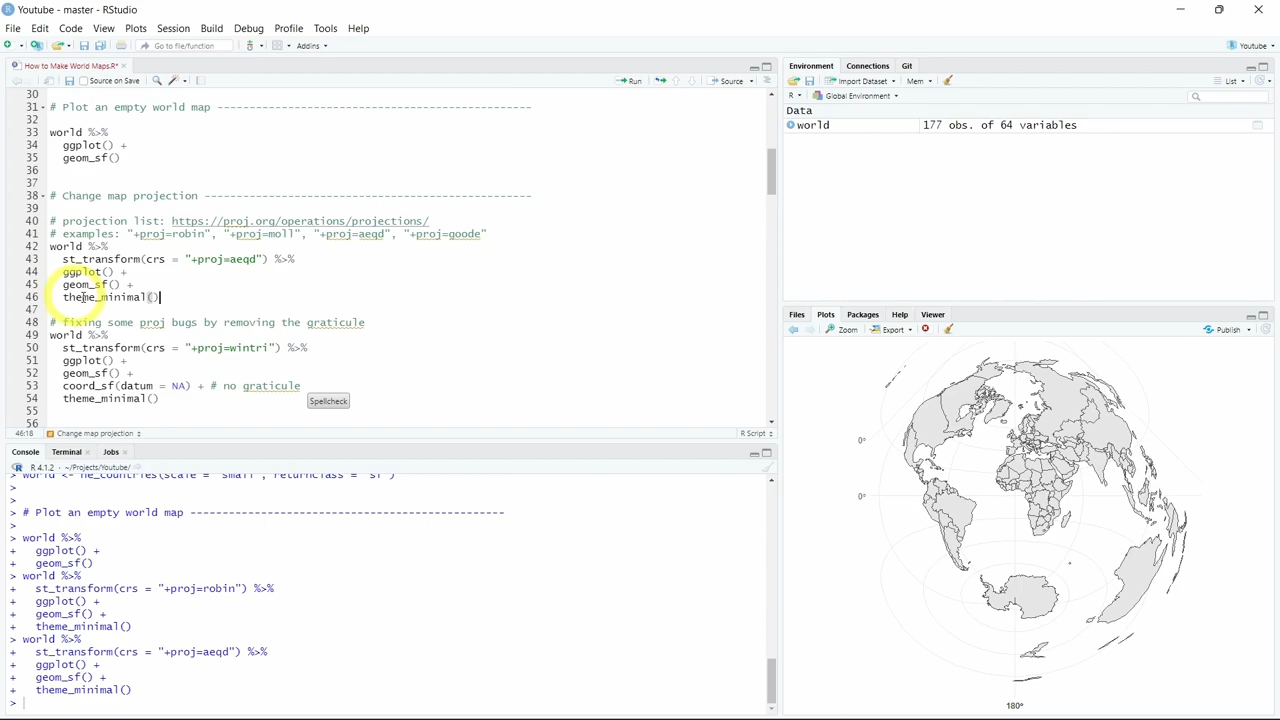 Youtube - master - RStudio
File Edit Code View Plots Session Build Debug Profile Tools Help
Go to file/function Addins Youtube
How to Make World Maps.R*
Source on Save Run Source
30
31 # Plot an empty world map -------------------------------------------------
32
33 world %>%
34 ggplot() +
35 geom_sf()
36
37
38 # Change map projection ---------------------------------------------------
39
40 # projection list: https://proj.org/operations/projections/
41 # examples: "+proj=robin", "+proj=moll", "+proj=aeqd", "+proj=goode"
42 world %>%
43 st_transform(crs = "+proj=aeqd") %>%
44 ggplot() +
45 geom_sf() +
46 theme_minimal()
47
48 # fixing some proj bugs by removing the graticule
49 world %>%
50 st_transform(crs = "+proj=wintri") %>%
51 ggplot() +
52 geom_sf() +
53 coord_sf(datum = NA) + # no graticule
54 theme_minimal()
Spellcheck
55
56
46:18 Change map projection R Script
Console Terminal Jobs
R 4.1.2 · ~/Projects/Youtube/
> world <- ne_countries(scale = "small", returnclass = "sf")
>
>
> # Plot an empty world map -------------------------------------------------
>
> world %>%
+ ggplot() +
+ geom_sf()
> world %>%
+ st_transform(crs = "+proj=robin") %>%
+ ggplot() +
+ geom_sf() +
+ theme_minimal()
> world %>%
+ st_transform(crs = "+proj=aeqd") %>%
+ ggplot() +
+ geom_sf() +
+ theme_minimal()
>
Environment Connections Git
Import Dataset Mem List
R Global Environment
Data
world 177 obs. of 64 variables
Files Plots Packages Help Viewer
Zoom Export Publish
0°
0°
180°